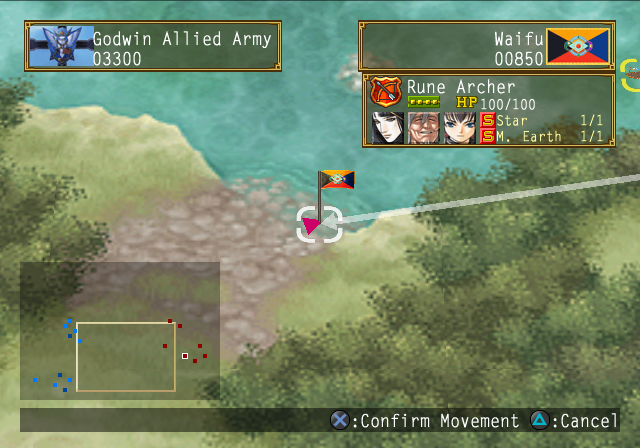 Godwin Allied Army
03300
Waifu
00850
Rune Archer
HP 100/100
S Star 1/1
S M. Earth 1/1
:Confirm Movement :Cancel